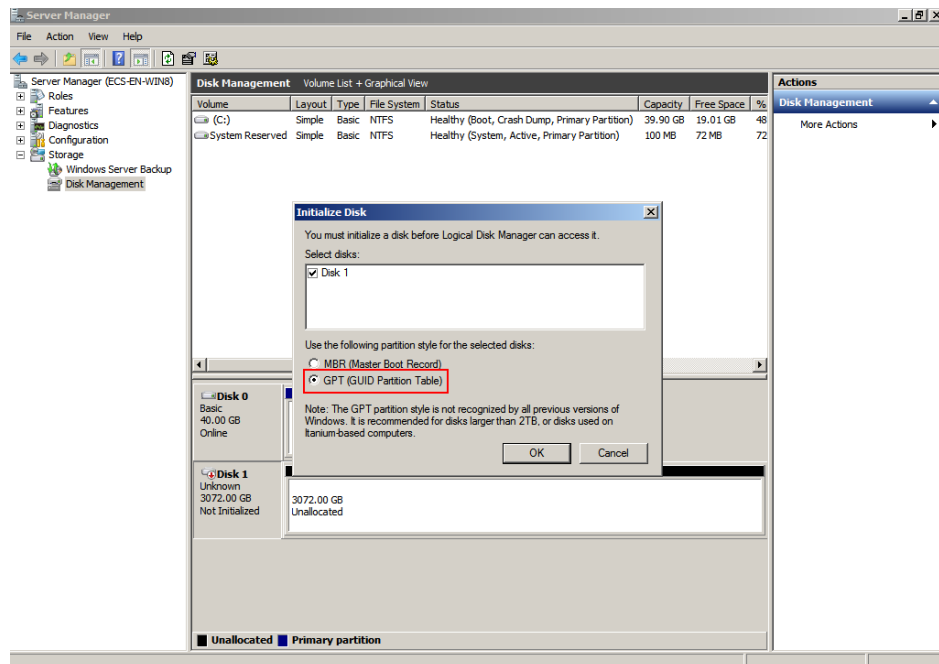 Server Manager
File Action View Help
Server Manager (ECS-EN-WIN8)
Roles
Features
Diagnostics
Configuration
Storage
Windows Server Backup
Disk Management
Disk Management Volume List + Graphical View
Volume Layout Type File System Status Capacity Free Space %
(C:) Simple Basic NTFS Healthy (Boot, Crash Dump, Primary Partition) 39.90 GB 19.01 GB 48
System Reserved Simple Basic NTFS Healthy (System, Active, Primary Partition) 100 MB 72 MB 72
Initialize Disk
You must initialize a disk before Logical Disk Manager can access it.
Select disks:
Disk 1
Use the following partition style for the selected disks:
MBR (Master Boot Record)
GPT (GUID Partition Table)
Note: The GPT partition style is not recognized by all previous versions of
Windows. It is recommended for disks larger than 2TB, or disks used on
Itanium-based computers.
OK Cancel
Disk 0
Basic
40.00 GB
Online
Disk 1
Unknown
3072.00 GB
Not Initialized
3072.00 GB
Unallocated
Unallocated Primary partition
Actions
Disk Management
More Actions